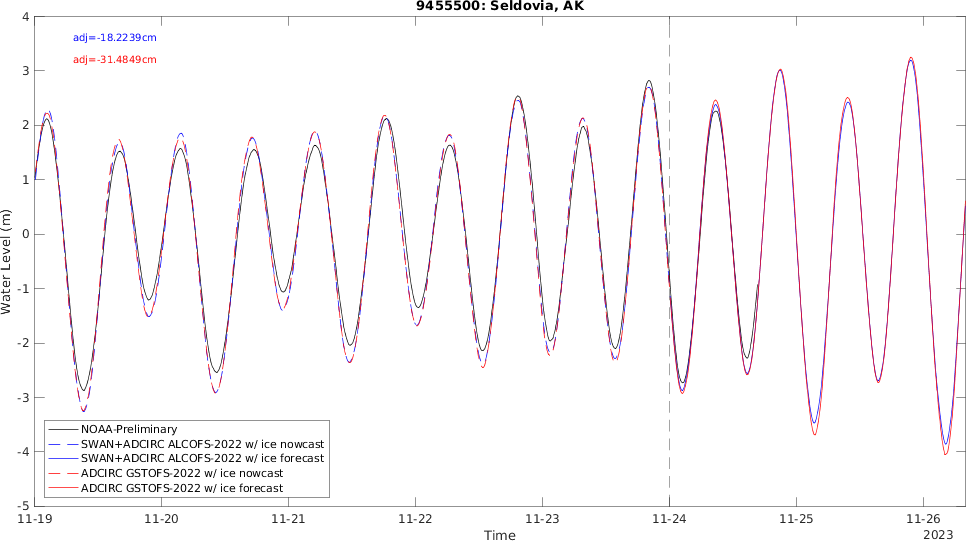 9455500: Seldovia, AK
adj=-18.2239cm
adj=-31.4849cm
Water Level (m)
4
3
2
1
0
-1
-2
-3
-4
-5
NOAA-Preliminary
SWAN+ADCIRC ALCOFS-2022 w/ ice nowcast
SWAN+ADCIRC ALCOFS-2022 w/ ice forecast
ADCIRC GSTOFS-2022 w/ ice nowcast
ADCIRC GSTOFS-2022 w/ ice forecast
11-19 11-20 11-21 11-22 11-23 11-24 11-25 11-26
Time
2023